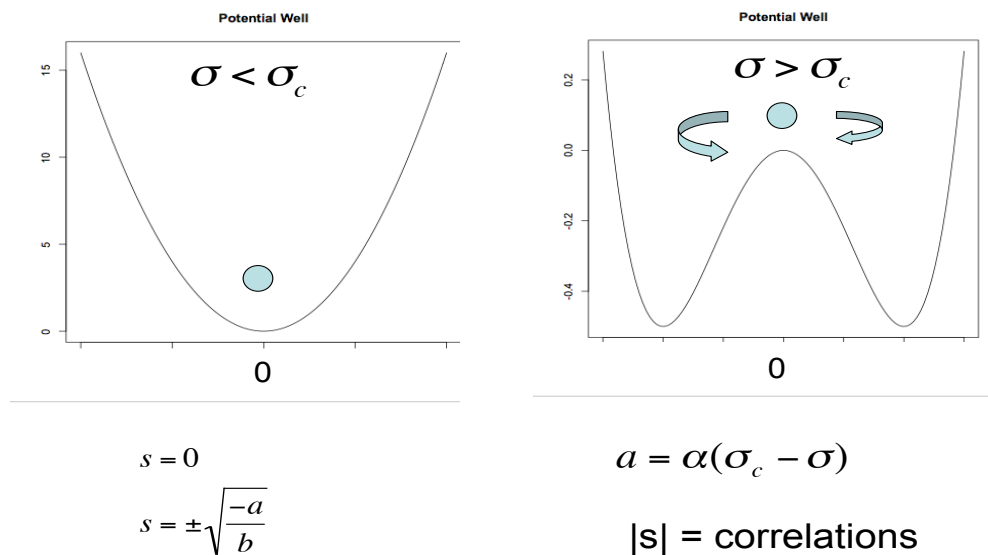 Potential Well
σ < σ_c
15
10
5
0
0
s = 0
s = ±√(-a/b)
Potential Well
σ > σ_c
0.2
0.0
-0.2
-0.4
0
a = α(σ_c − σ)
|s| = correlations